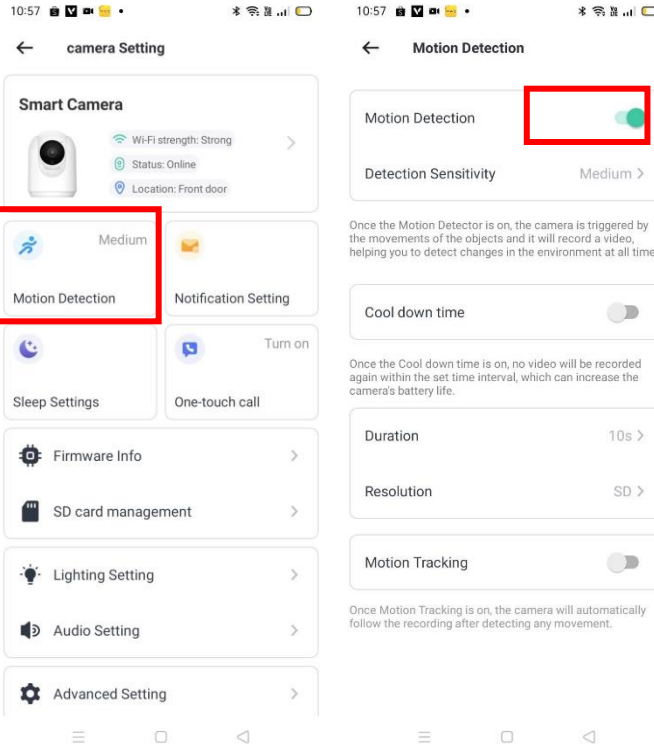 10:57
camera Setting
Smart Camera
Wi-Fi strength: Strong
Status: Online
Location: Front door
Medium
Motion Detection
Notification Setting
Turn on
Sleep Settings
One-touch call
Firmware Info
SD card management
Lighting Setting
Audio Setting
Advanced Setting
10:57
Motion Detection
Motion Detection
Detection Sensitivity
Medium
Once the Motion Detector is on, the camera is triggered by
the movements of the objects and it will record a video,
helping you to detect changes in the environment at all time
Cool down time
Once the Cool down time is on, no video will be recorded
again within the set time interval, which can increase the
camera's battery life.
Duration
10s
Resolution
SD
Motion Tracking
Once Motion Tracking is on, the camera will automatically
follow the recording after detecting any movement.